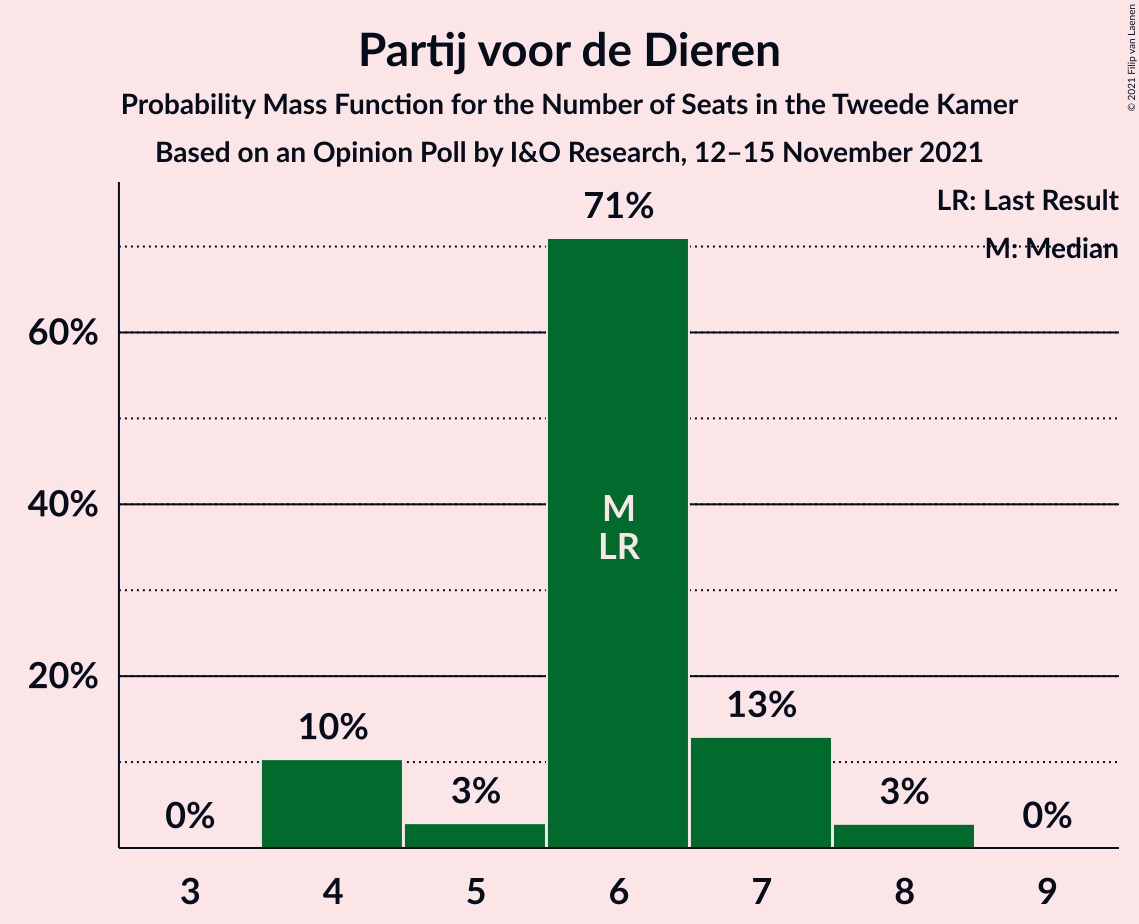 Partij voor de Dieren
Probability Mass Function for the Number of Seats in the Tweede Kamer
Based on an Opinion Poll by I&O Research, 12–15 November 2021
© 2021 Filip van Laenen
LR: Last Result
M: Median
71%
60%
40%
20%
M
LR
0%
10%
3%
13%
3%
0%
3 4 5 6 7 8 9